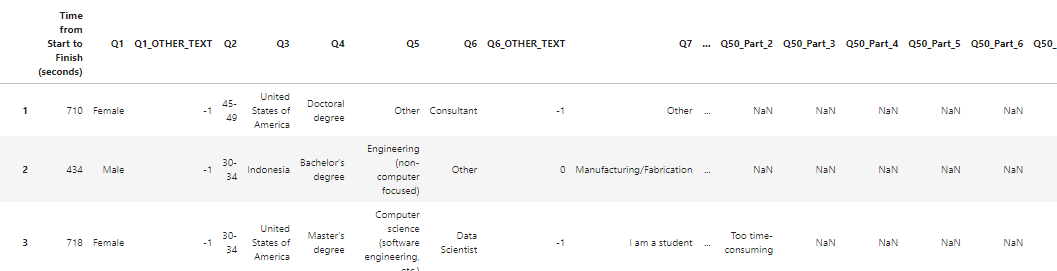 Time from Start to Finish (seconds) Q1 Q1_OTHER_TEXT Q2 Q3 Q4 Q5 Q6 Q6_OTHER_TEXT Q7 ... Q50_Part_2 Q50_Part_3 Q50_Part_4 Q50_Part_5 Q50_Part_6 Q50_
1 710 Female -1 45-49 United States of America Doctoral degree Other Consultant -1 Other ... NaN NaN NaN NaN NaN
2 434 Male -1 30-34 Indonesia Bachelor's degree Engineering (non-computer focused) Other 0 Manufacturing/Fabrication ... NaN NaN NaN NaN NaN
3 718 Female -1 30-34 United States of America Master's degree Computer science (software engineering, etc.) Data Scientist -1 I am a student ... Too time-consuming NaN NaN NaN NaN